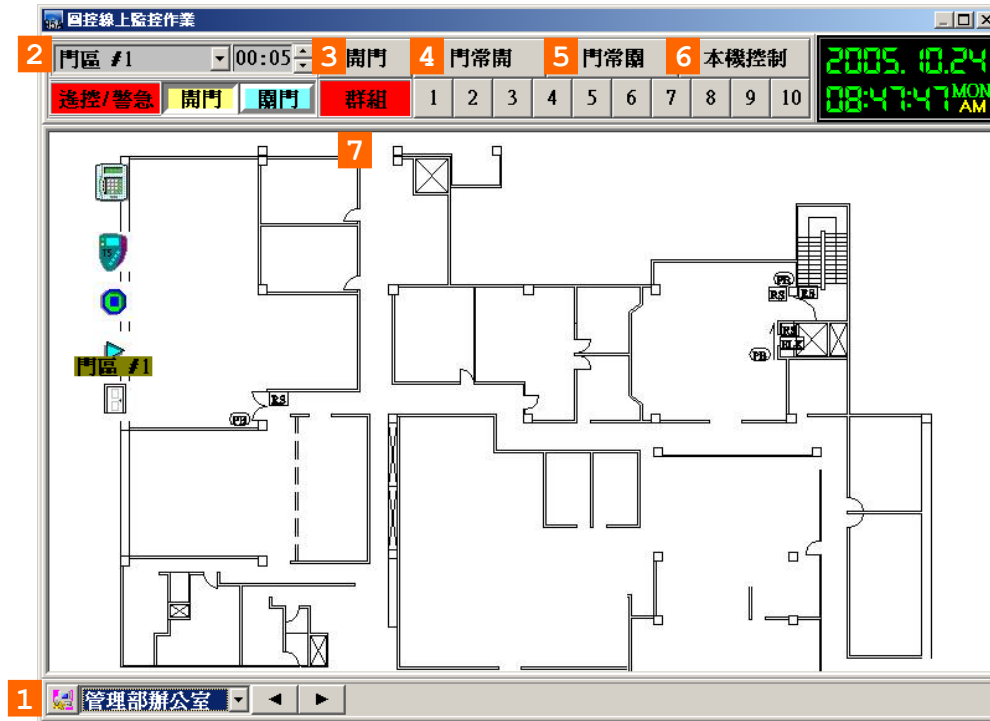 圖控線上監控作業
2 門區 #1 00:05 3 開門 4 門常開 5 門常關 6 本機控制
2005.10.24
遙控/警急 開門 關門 群組 1 2 3 4 5 6 7 8 9 10
08:47:47 MON AM
7
PB
RS RS
T5
RS
ELK
PB
門區 #1
RS
PB
1 管理部辦公室